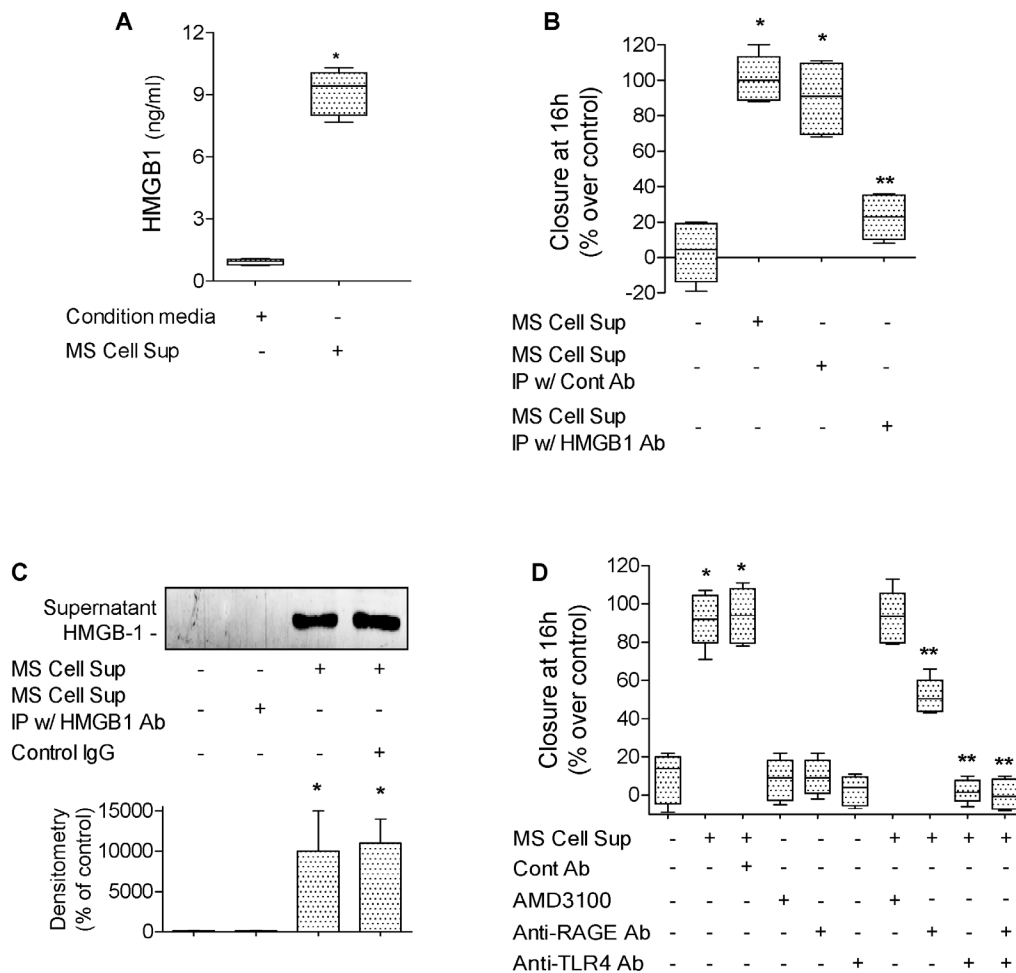 A
HMGB1 (ng/ml)
12
9
6
3
0
*
Condition media + -
MS Cell Sup - +
B
Closure at 16h
(% over control)
120
100
80
60
40
20
0
-20
* * **
MS Cell Sup - + - -
MS Cell Sup
IP w/ Cont Ab - - + -
MS Cell Sup
IP w/ HMGB1 Ab - - - +
C
Supernatant
HMGB-1 -
MS Cell Sup - - + +
MS Cell Sup
IP w/ HMGB1 Ab - + - -
Control IgG - - - +
Densitometry
(% of control)
15000
10000
5000
0
* *
D
Closure at 16h
(% over control)
120
100
80
60
40
20
0
* * ** ** **
MS Cell Sup - + + - - - + + + +
Cont Ab - - + - - - - - - -
AMD3100 - - - + - - + - - -
Anti-RAGE Ab - - - - + - - + - +
Anti-TLR4 Ab - - - - - + - - + +